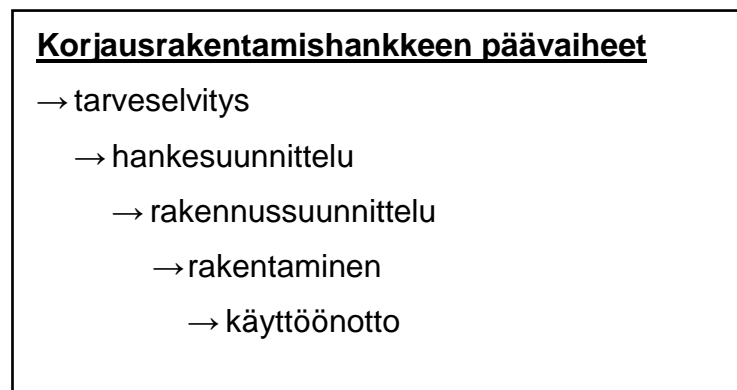 Korjausrakentamishankkeen päävaiheet
→ tarveselvitys
→ hankesuunnittelu
→ rakennussuunnittelu
→ rakentaminen
→ käyttöönotto